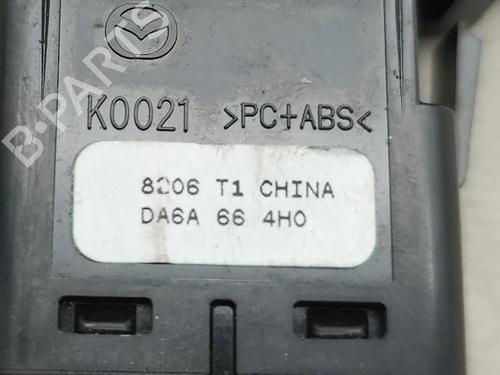 K0021 >PC+ABS<
8206 T1 CHINA
DA6A 66 4H0
B-PARTS